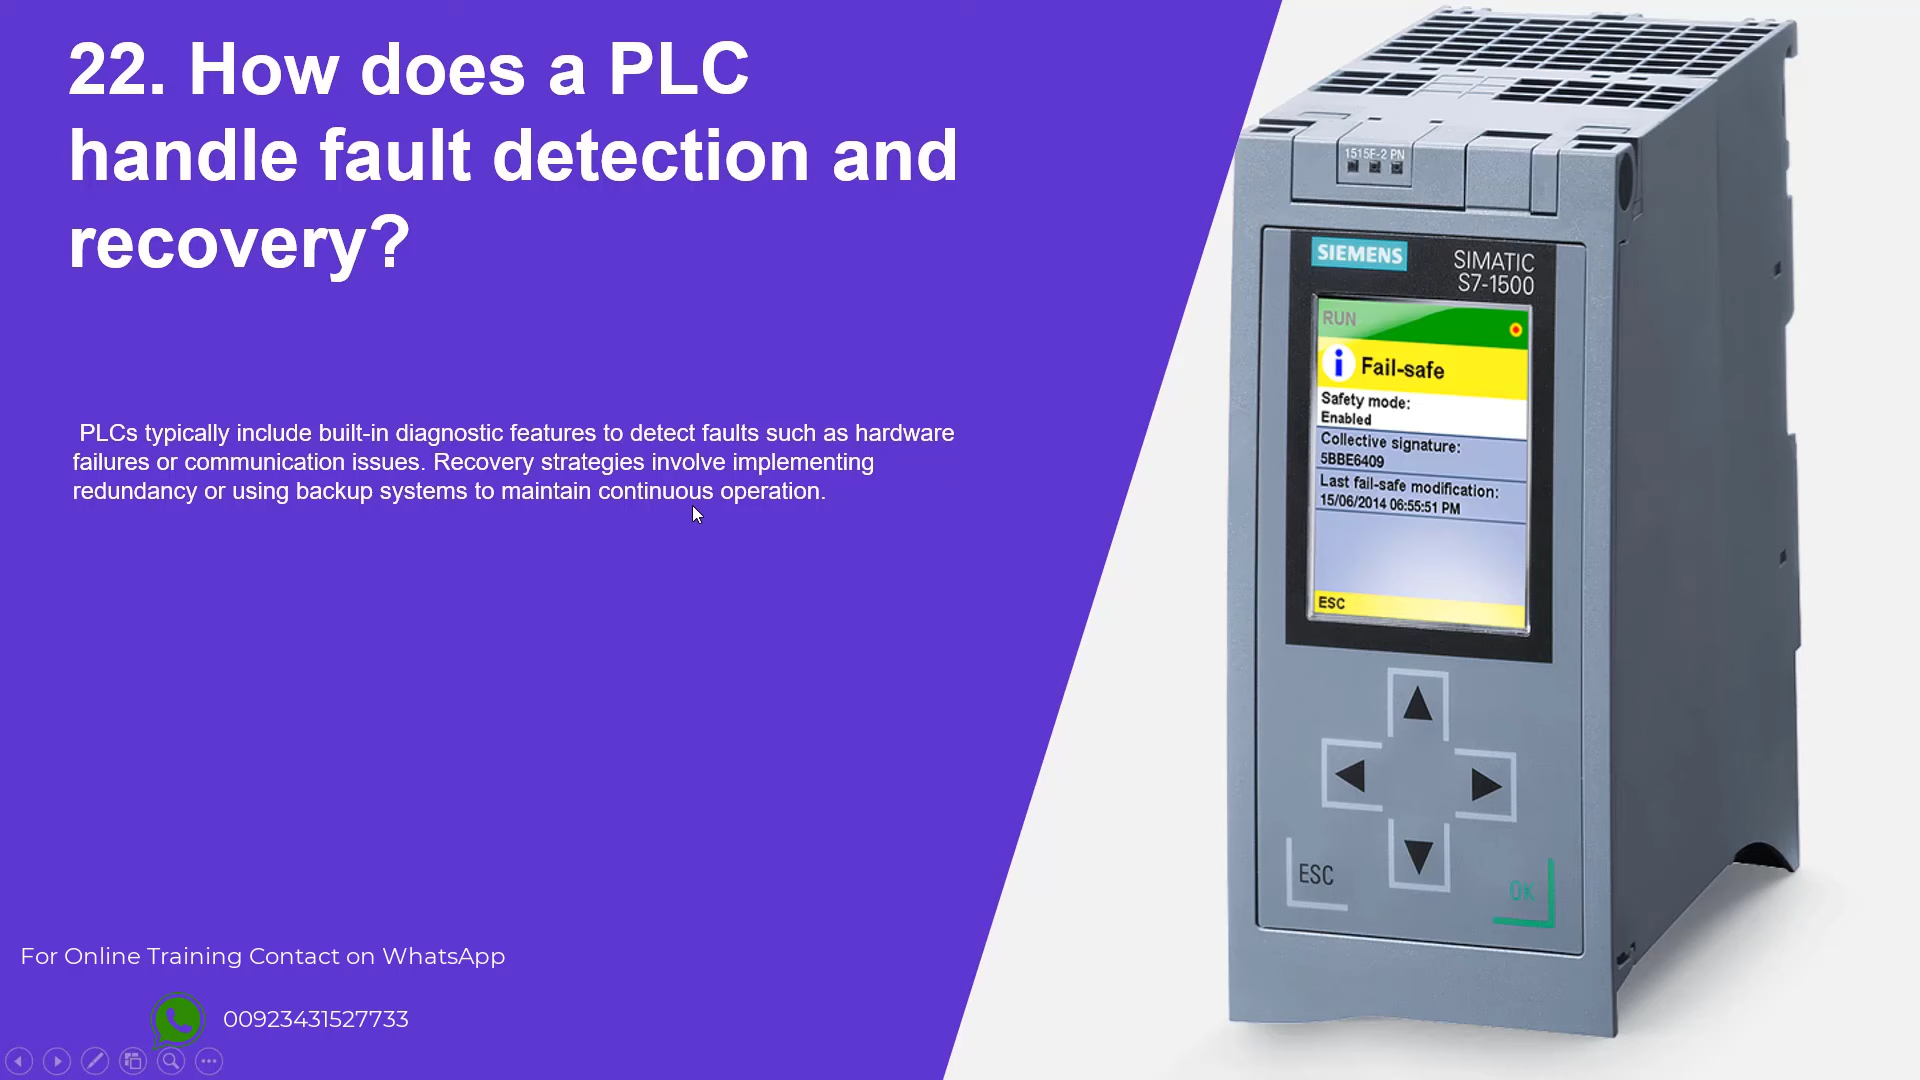 22. How does a PLC
handle fault detection and
recovery?
PLCs typically include built-in diagnostic features to detect faults such as hardware
failures or communication issues. Recovery strategies involve implementing
redundancy or using backup systems to maintain continuous operation.
For Online Training Contact on WhatsApp
00923431527733
1515F-2 PN
SIEMENS
SIMATIC
S7-1500
RUN
i Fail-safe
Safety mode:
Enabled
Collective signature:
5BBE6409
Last fail-safe modification:
15/06/2014 06:55:51 PM
ESC
ESC
OK